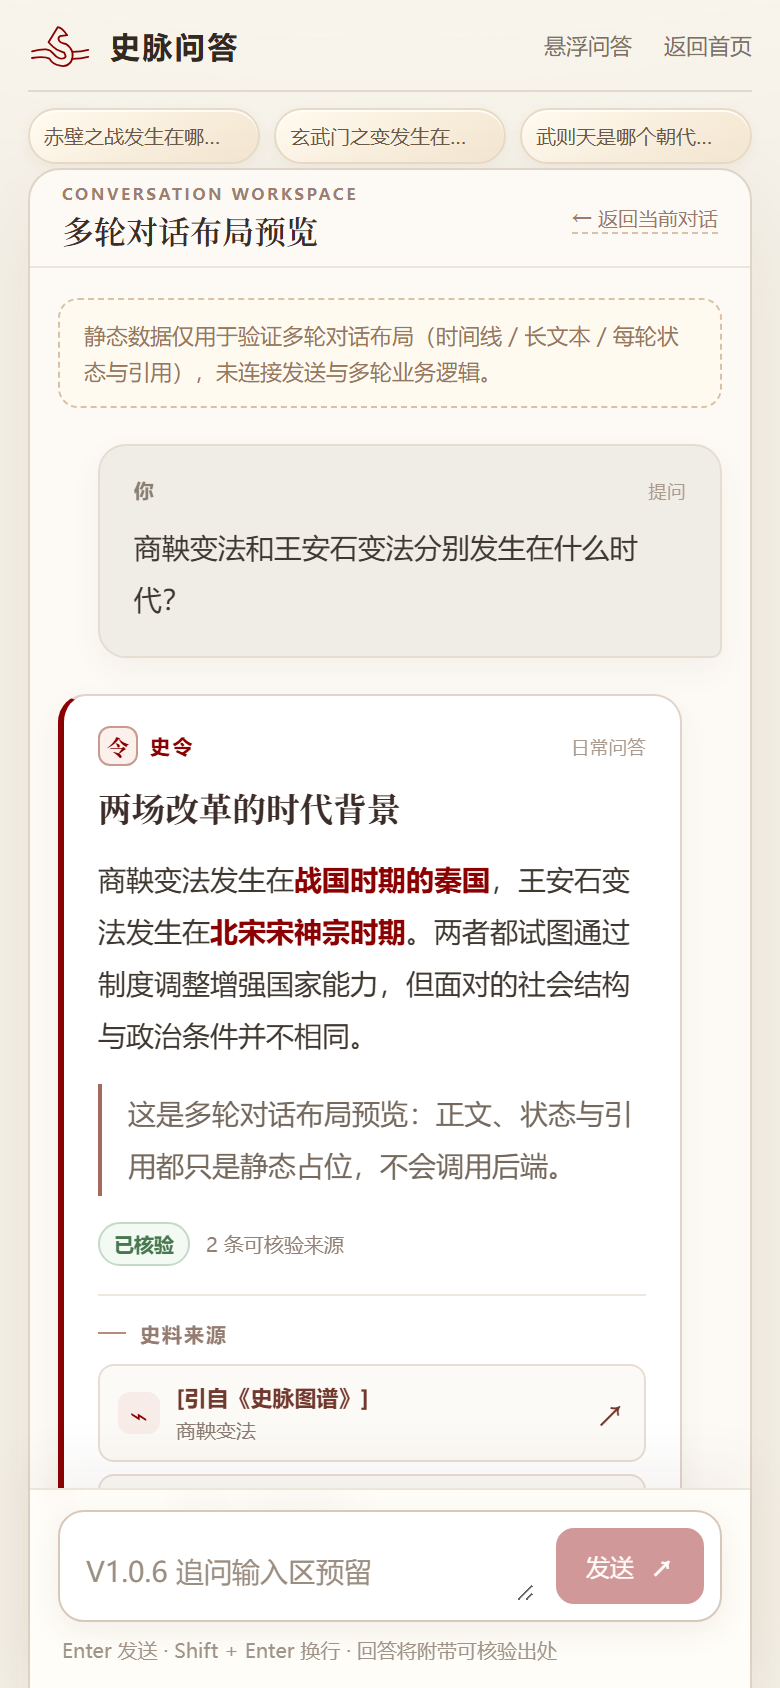 史脉问答
悬浮问答
返回首页
赤壁之战发生在哪...
玄武门之变发生在...
武则天是哪个朝代...
CONVERSATION WORKSPACE
多轮对话布局预览
← 返回当前对话
静态数据仅用于验证多轮对话布局（时间线 / 长文本 / 每轮状
态与引用），未连接发送与多轮业务逻辑。
你
提问
商鞅变法和王安石变法分别发生在什么时
代？
令 史令
日常问答
两场改革的时代背景
商鞅变法发生在战国时期的秦国，王安石变
法发生在北宋宋神宗时期。两者都试图通过
制度调整增强国家能力，但面对的社会结构
与政治条件并不相同。
这是多轮对话布局预览：正文、状态与引
用都只是静态占位，不会调用后端。
已核验
2 条可核验来源
史料来源
[引自《史脉图谱》]
商鞅变法
V1.0.6 追问输入区预留
发送 ↗
Enter 发送 · Shift + Enter 换行 · 回答将附带可核验出处